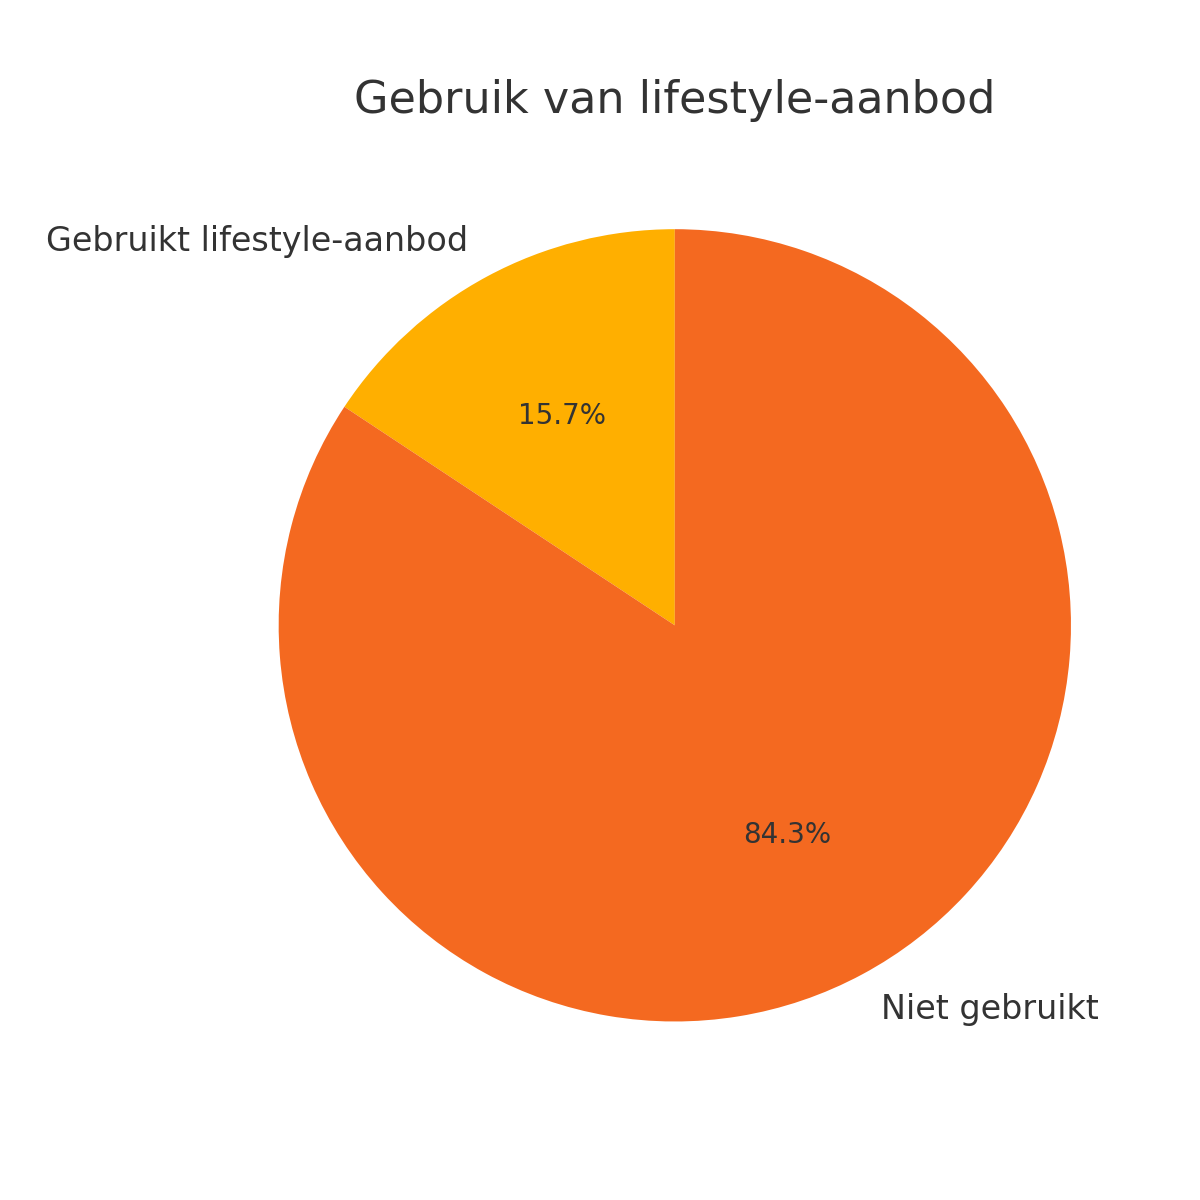 Gebruik van lifestyle-aanbod
Gebruikt lifestyle-aanbod
15.7%
84.3%
Niet gebruikt